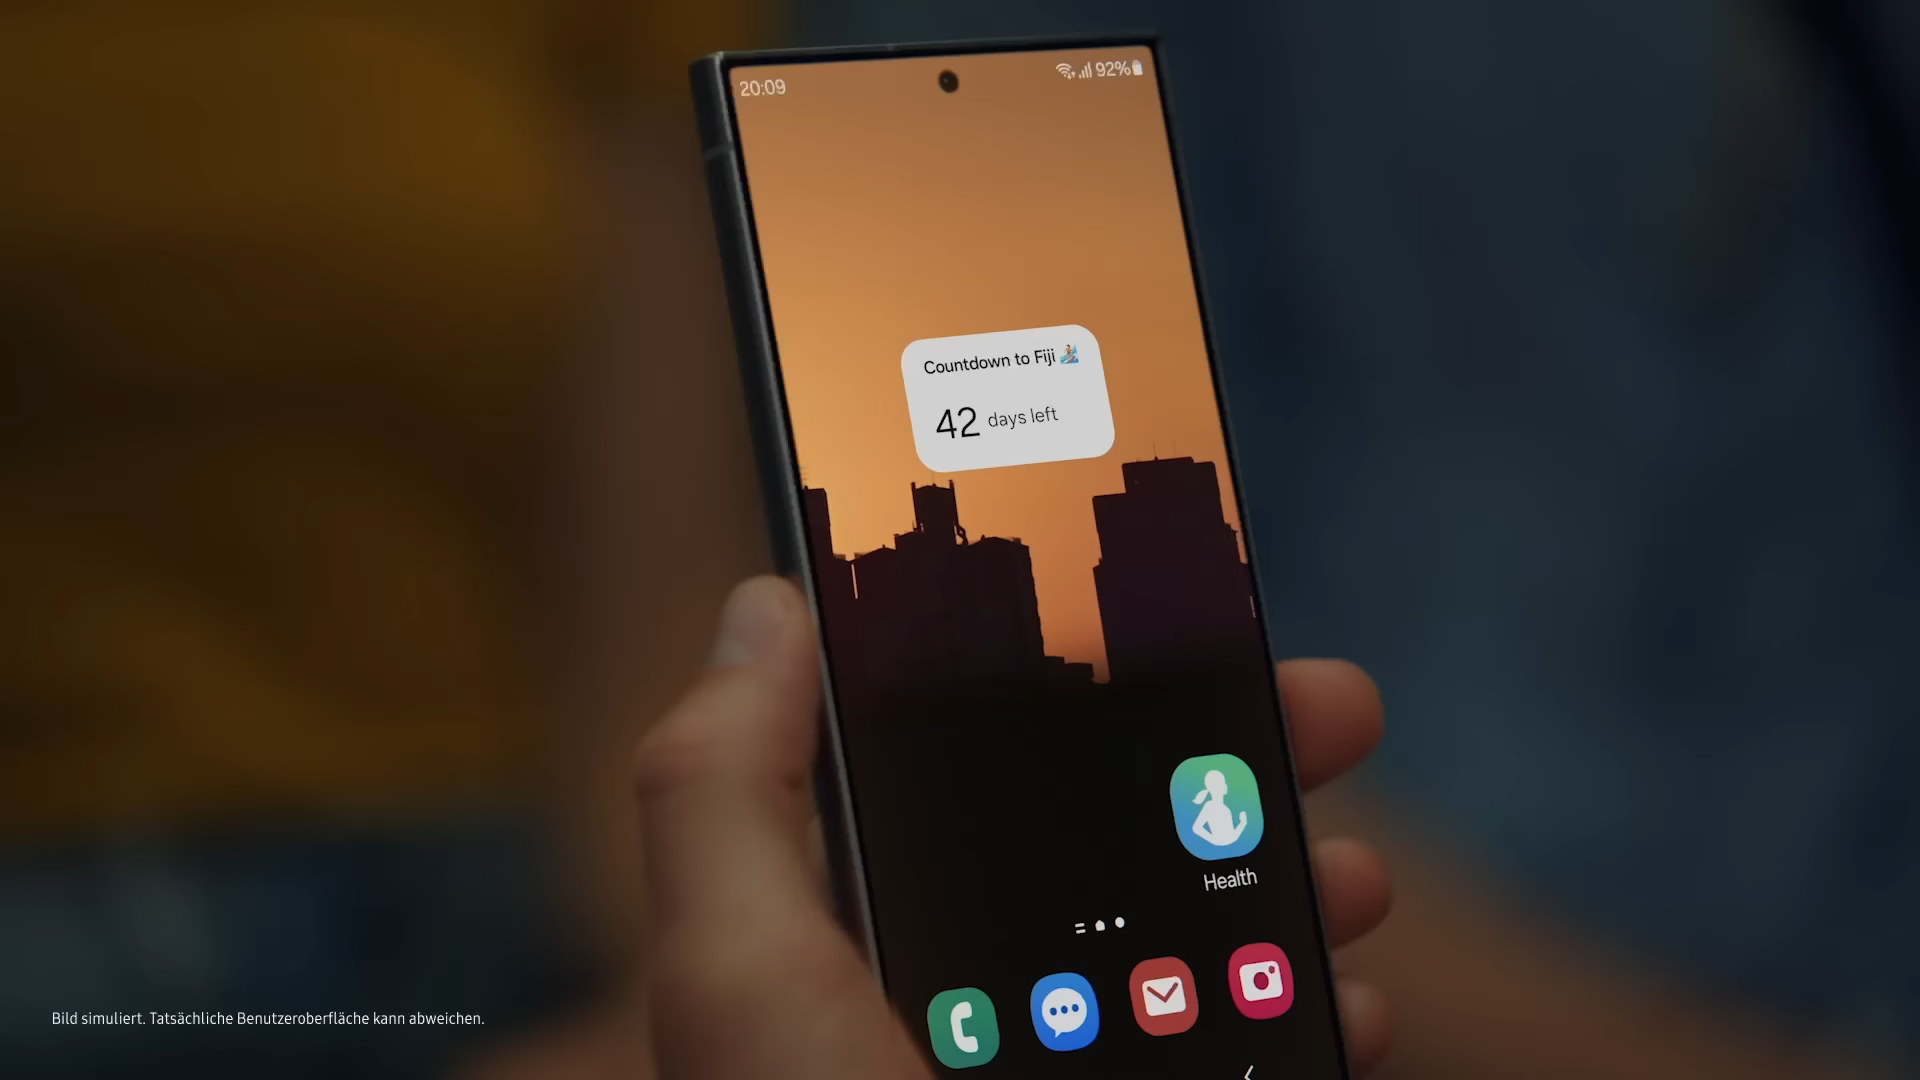 20:09
92%
Countdown to Fiji 🏄
42 days left
Health
Bild simuliert. Tatsächliche Benutzeroberfläche kann abweichen.